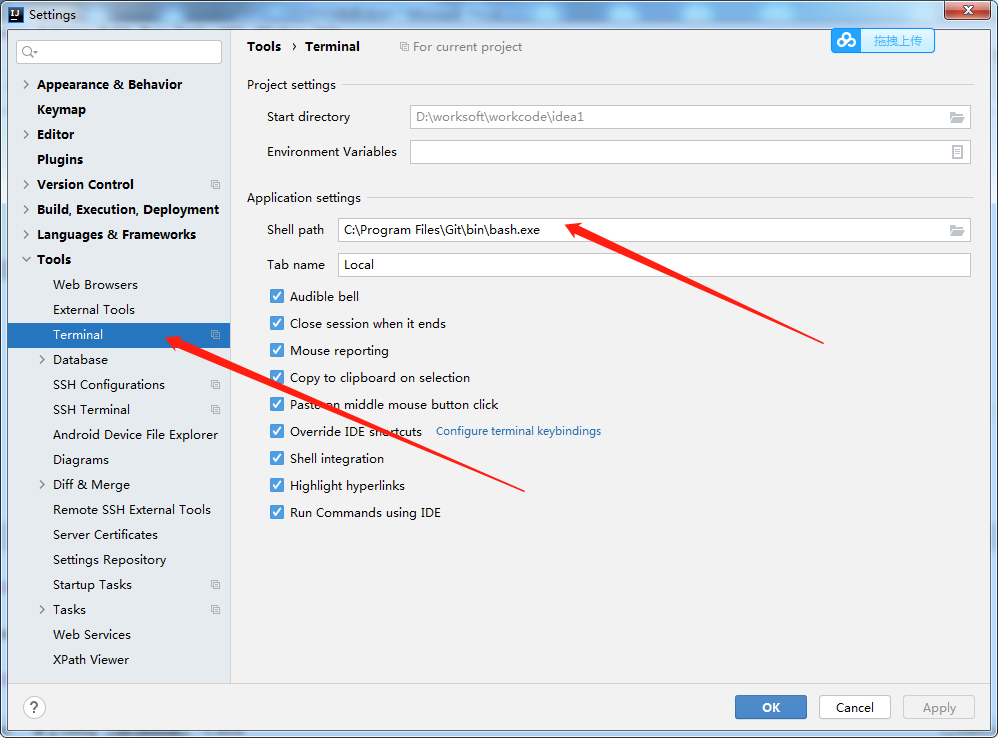 IJ Settings
Appearance & Behavior
Keymap
Editor
Plugins
Version Control
Build, Execution, Deployment
Languages & Frameworks
Tools
Web Browsers
External Tools
Terminal
Database
SSH Configurations
SSH Terminal
Android Device File Explorer
Diagrams
Diff & Merge
Remote SSH External Tools
Server Certificates
Settings Repository
Startup Tasks
Tasks
Web Services
XPath Viewer
Tools › Terminal For current project
拖拽上传
Project settings
Start directory D:\worksoft\workcode\idea1
Environment Variables
Application settings
Shell path C:\Program Files\Git\bin\bash.exe
Tab name Local
Audible bell
Close session when it ends
Mouse reporting
Copy to clipboard on selection
Paste on middle mouse button click
Override IDE shortcuts Configure terminal keybindings
Shell integration
Highlight hyperlinks
Run Commands using IDE
? OK Cancel Apply